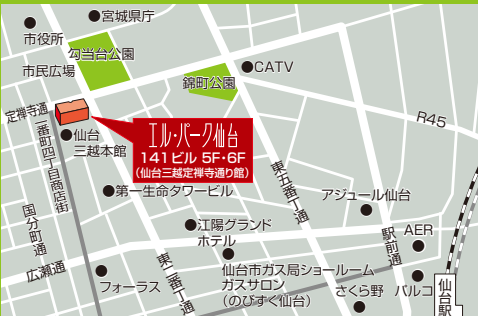 宮城県庁
市役所
勾当台公園
市民広場
錦町公園
CATV
定禅寺通
R45
エル・パーク仙台
141ビル 5F・6F
(仙台三越定禅寺通り館)
仙台
三越本館
一番町四丁目商店街
東五番丁通
第一生命タワービル
アジュール仙台
国分町通
江陽グランド
ホテル
駅前通
AER
広瀬通
フォーラス
東二番丁通
仙台市ガス局ショールーム
ガスサロン
(のびすく仙台)
さくら野
パルコ
仙台駅